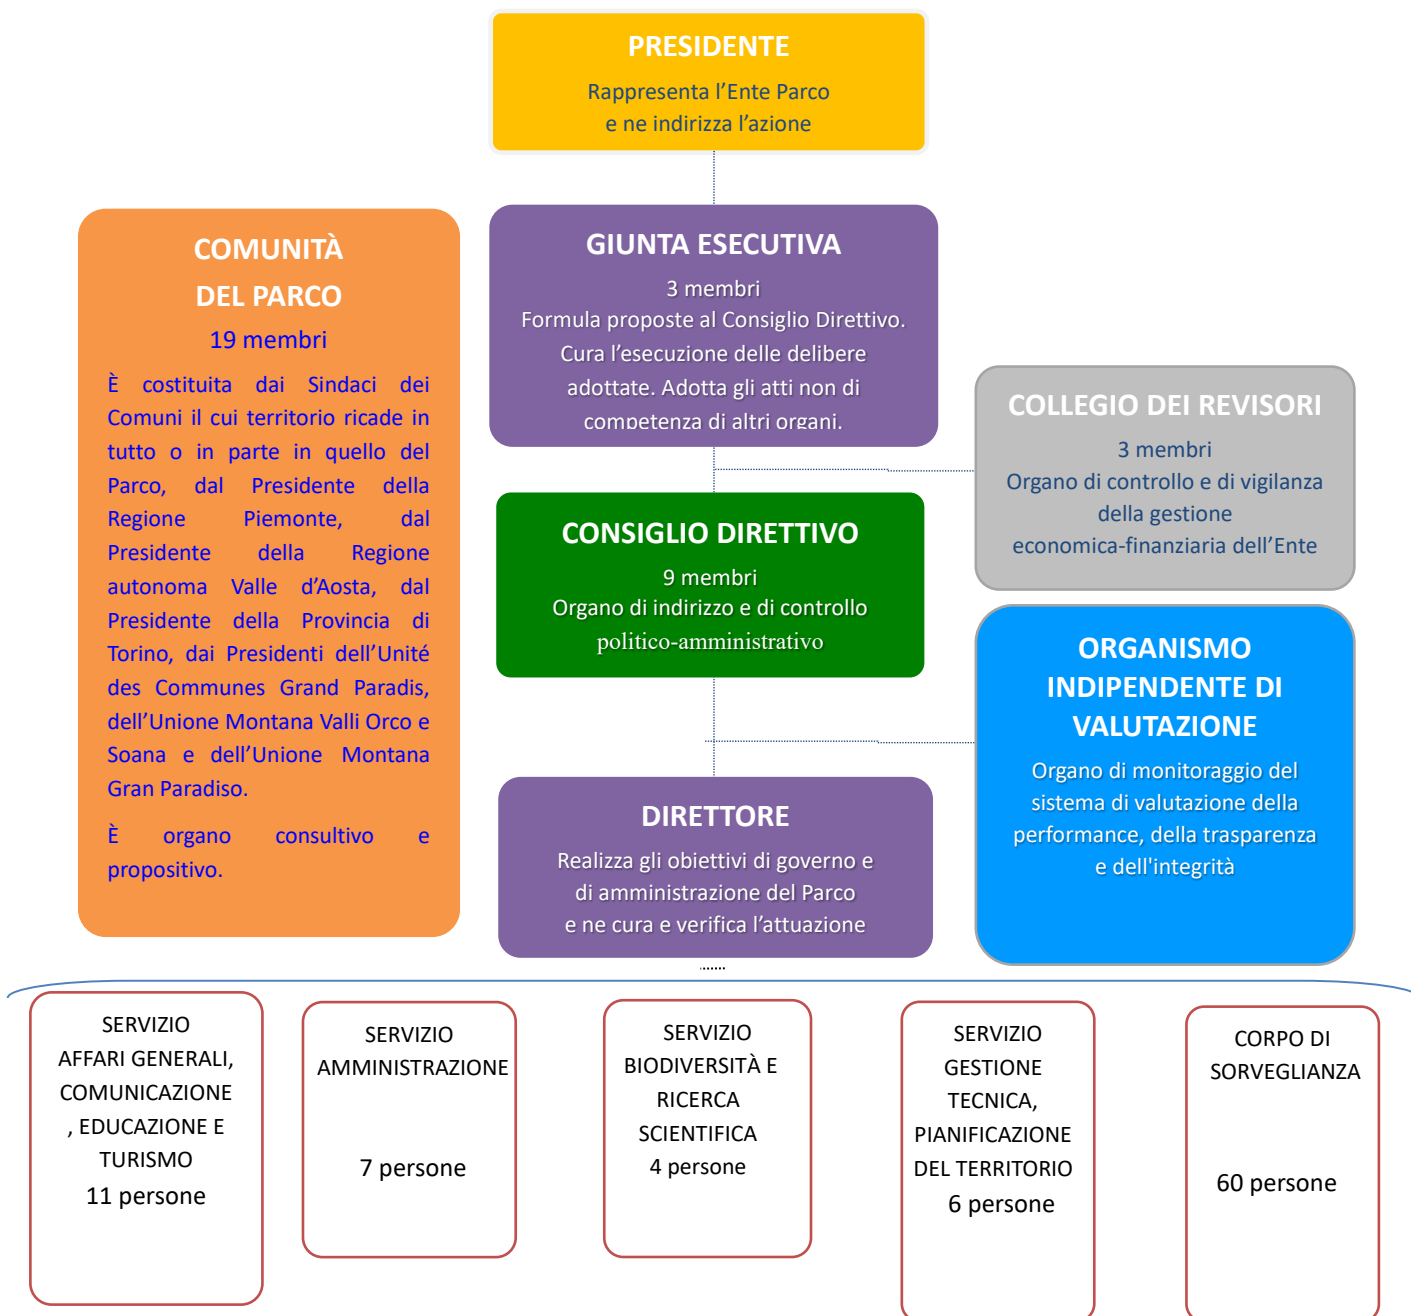 PRESIDENTE
Rappresenta l’Ente Parco
e ne indirizza l’azione
COMUNITÀ
DEL PARCO
19 membri
È costituita dai Sindaci dei
Comuni il cui territorio ricade in
tutto o in parte in quello del
Parco, dal Presidente della
Regione Piemonte, dal
Presidente della Regione
autonoma Valle d’Aosta, dal
Presidente della Provincia di
Torino, dai Presidenti dell’Unité
des Communes Grand Paradis,
dell’Unione Montana Valli Orco e
Soana e dell’Unione Montana
Gran Paradiso.
È organo consultivo e
propositivo.
GIUNTA ESECUTIVA
3 membri
Formula proposte al Consiglio Direttivo.
Cura l’esecuzione delle delibere
adottate. Adotta gli atti non di
competenza di altri organi.
COLLEGIO DEI REVISORI
3 membri
Organo di controllo e di vigilanza
della gestione
economica-finanziaria dell’Ente
CONSIGLIO DIRETTIVO
9 membri
Organo di indirizzo e di controllo
politico-amministrativo
ORGANISMO
INDIPENDENTE DI
VALUTAZIONE
Organo di monitoraggio del
sistema di valutazione della
performance, della trasparenza
e dell'integrità
DIRETTORE
Realizza gli obiettivi di governo e
di amministrazione del Parco
e ne cura e verifica l’attuazione
SERVIZIO
AFFARI GENERALI,
COMUNICAZIONE
, EDUCAZIONE E
TURISMO
11 persone
SERVIZIO
AMMINISTRAZIONE
7 persone
SERVIZIO
BIODIVERSITÀ E
RICERCA
SCIENTIFICA
4 persone
SERVIZIO
GESTIONE
TECNICA,
PIANIFICAZIONE
DEL TERRITORIO
6 persone
CORPO DI
SORVEGLIANZA
60 persone